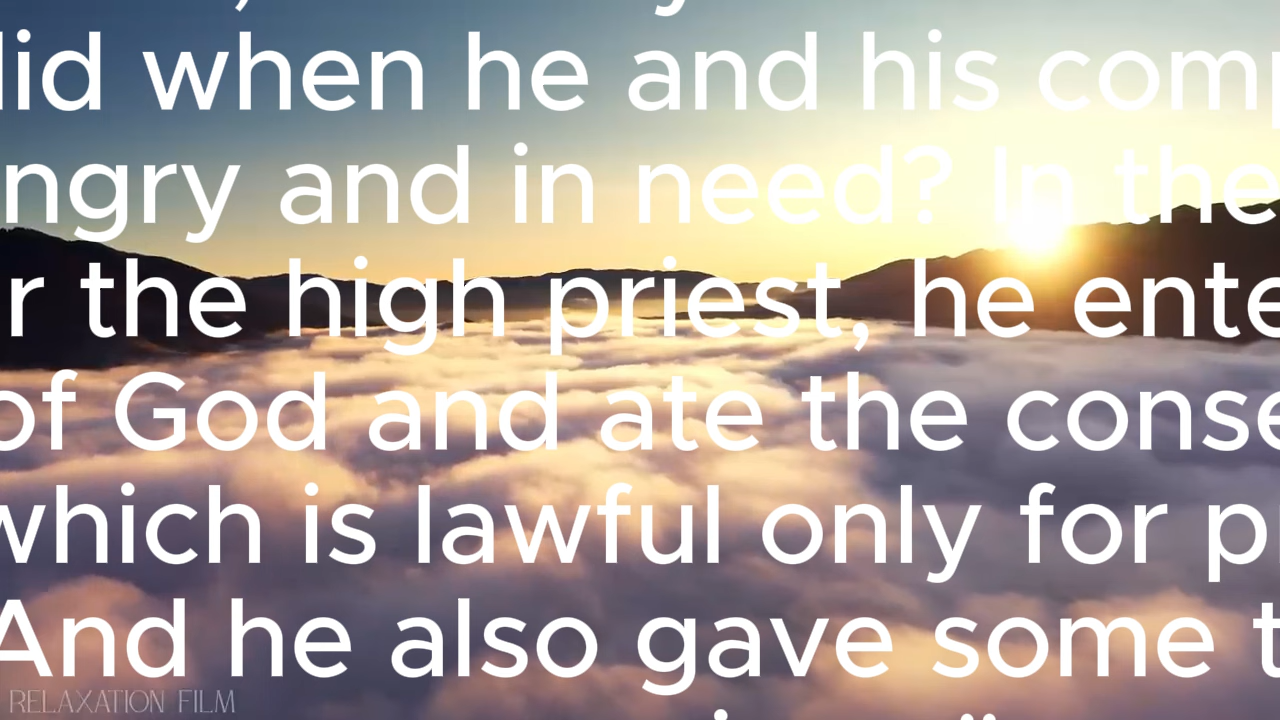 did when he and his comp
ngry and in need? In the
r the high priest, he ente
of God and ate the conse
which is lawful only for p
And he also gave some t
RELAXATION FILM